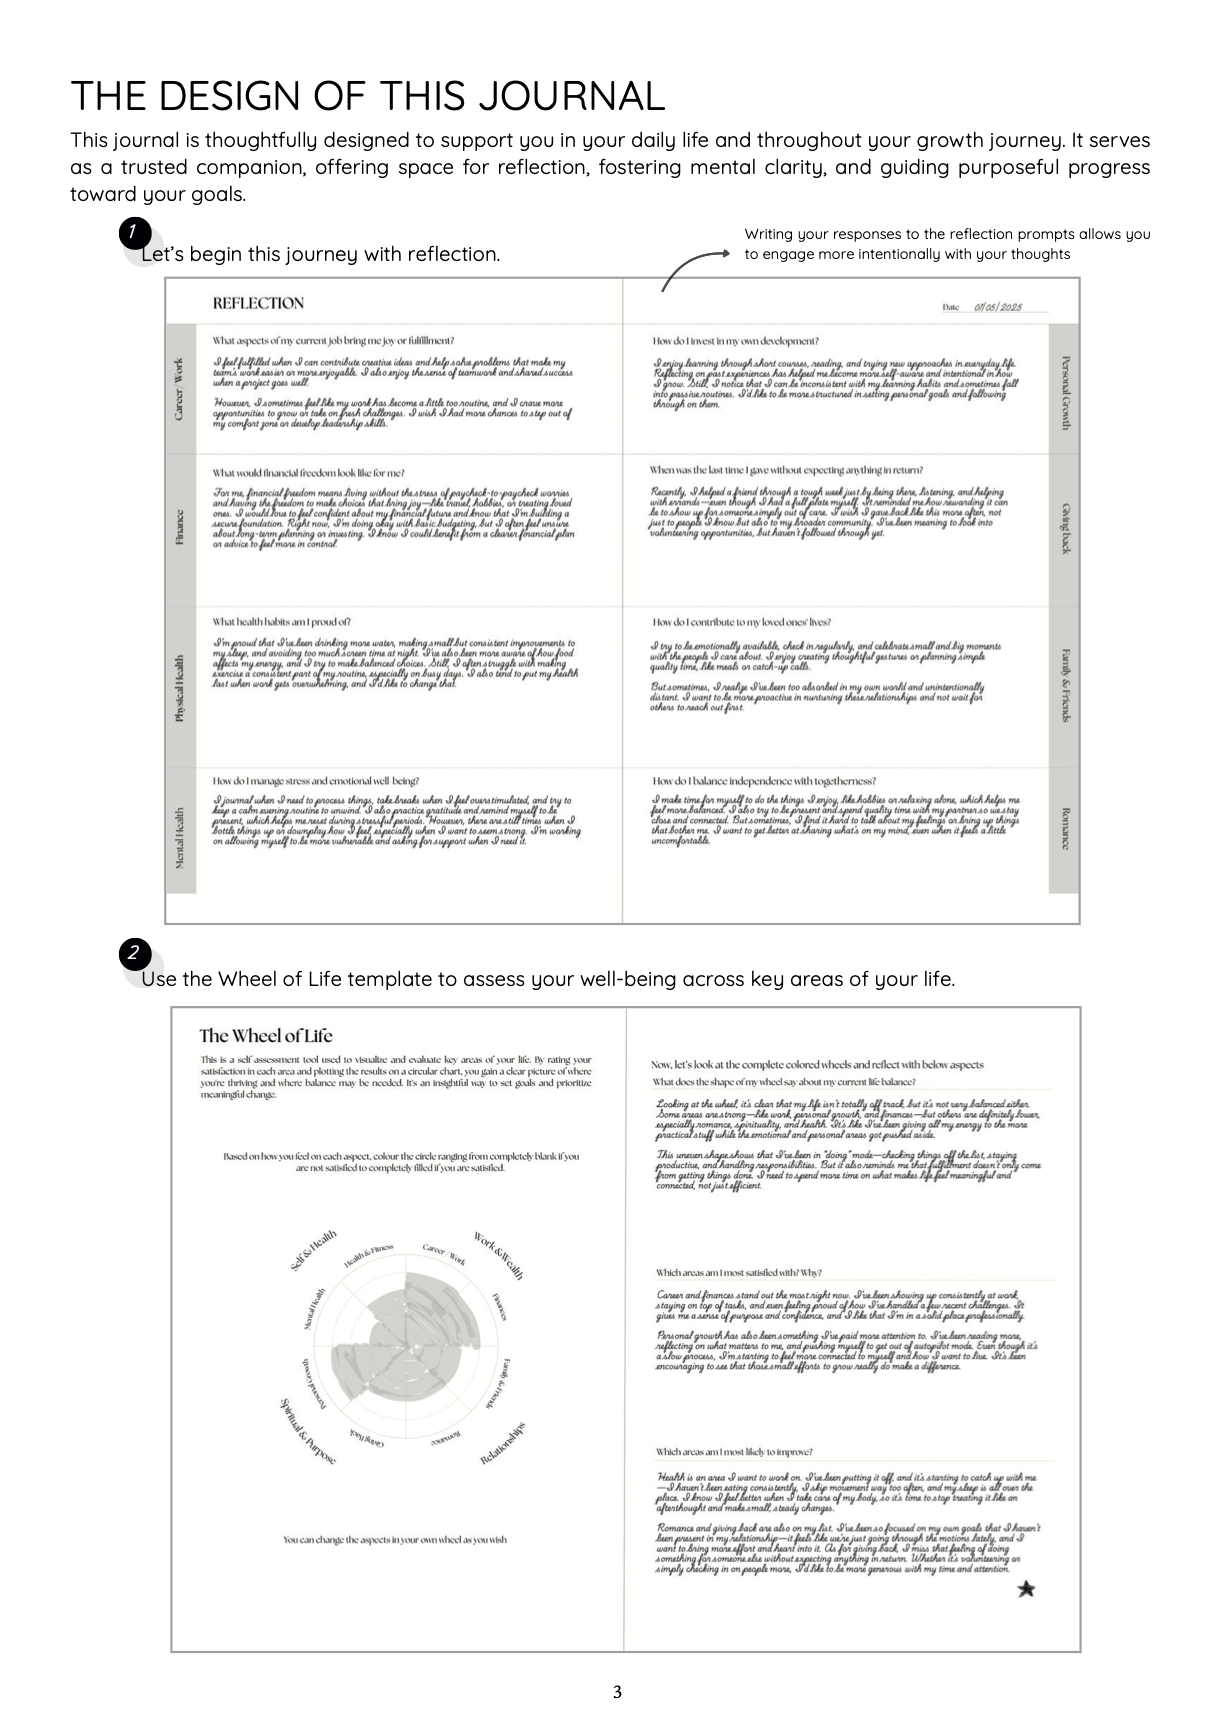 THE DESIGN OF THIS JOURNAL
This journal is thoughtfully designed to support you in your daily life and throughout your growth journey. It serves
as a trusted companion, offering space for reflection, fostering mental clarity, and guiding purposeful progress
toward your goals.
1
Let's begin this journey with reflection.
Writing your responses to the reflection prompts allows you
to engage more intentionally with your thoughts
REFLECTION
Date 01/05/2025
Career / Work
What aspects of my current job bring me joy or fulfillment?
I feel fulfilled when I can contribute creative ideas and help solve problems that make my
team's work easier or more enjoyable. I also enjoy the sense of teamwork and shared success
when a project goes well.
However, I sometimes feel like my work has become a little too routine, and I crave more
opportunities to grow or take on fresh challenges. I wish I had more chances to step out of
my comfort zone or develop leadership skills.
Finance
What would financial freedom look like for me?
For me, financial freedom means living without the stress of paycheck-to-paycheck worries
and having the freedom to make choices that bring joy—like travel, hobbies, or treating loved
ones. I would love to feel confident about my financial future and know that I'm building a
secure foundation. Right now, I'm doing okay with basic budgeting, but I often feel unsure
about long-term planning or investing. I know I could benefit from a clearer financial plan
or advice to feel more in control.
Physical Health
What health habits am I proud of?
I'm proud that I've been drinking more water, making small but consistent improvements to
my sleep, and avoiding too much screen time at night. I've also been more aware of how food
affects my energy, and I try to make balanced choices. Still, I often struggle with making
exercise a consistent part of my routine, especially on busy days. I also tend to put my health
last when work gets overwhelming, and I'd like to change that.
Mental Health
How do I manage stress and emotional well-being?
I journal when I need to process things, take breaks when I feel overstimulated, and try to
keep a calm evening routine to unwind. I also practice gratitude and remind myself to be
present, which helps me reset during stressful periods. However, there are still times when I
bottle things up or downplay how I feel, especially when I want to seem strong. I'm working
on allowing myself to be more vulnerable and asking for support when I need it.
Personal Growth
How do I invest in my own development?
I enjoy learning through short courses, reading, and trying new approaches in everyday life.
Reflecting on past experiences has helped me become more self-aware and intentional in how
I grow. Still, I notice that I can be inconsistent with my learning habits and sometimes fall
into passive routines. I'd like to be more structured in setting personal goals and following
through on them.
Giving back
When was the last time I gave without expecting anything in return?
Recently, I helped a friend through a tough week just by being there, listening, and helping
with errands—even though I had a full plate myself. It reminded me how rewarding it can
be to show up for someone simply out of care. I wish I gave back like this more often, not
just to people I know but also to my broader community. I've been meaning to look into
volunteering opportunities, but haven't followed through yet.
Family & Friends
How do I contribute to my loved ones' lives?
I try to be emotionally available, check in regularly, and celebrate small and big moments
with the people I care about. I enjoy creating thoughtful gestures or planning simple
quality time, like meals or catch-up calls.
But sometimes, I realize I've been too absorbed in my own world and unintentionally
distant. I want to be more proactive in nurturing these relationships and not wait for
others to reach out first.
Romance
How do I balance independence with togetherness?
I make time for myself to do the things I enjoy, like hobbies or relaxing alone, which helps me
feel more balanced. I also try to be present and spend quality time with my partner so we stay
close and connected. But sometimes, I find it hard to talk about my feelings or bring up things
that bother me. I want to get better at sharing what's on my mind, even when it feels a little
uncomfortable.
2
Use the Wheel of Life template to assess your well-being across key areas of your life.
The Wheel of Life
This is a self assessment tool used to visualize and evaluate key areas of your life. By rating your
satisfaction in each area and plotting the results on a circular chart, you gain a clear picture of where
you're thriving and where balance may be needed. It's an insightful way to set goals and prioritize
meaningful change.
Based on how you feel on each aspect, colour the circle ranging from completely blank if you
are not satisfied to completely filled if you are satisfied.
Self & Health
Health & Fitness
Career / Work
Work & Wealth
Mental Health
Finances
Personal Growth
Family & Friends
Spiritual & Purpose
Giving Back
Romance
Relationships
You can change the aspects in your own wheel as you wish
Now, let's look at the complete colored wheels and reflect with below aspects
What does the shape of my wheel say about my current life balance?
Looking at the wheel, it's clear that my life isn't totally off track, but it's not very balanced either.
Some areas are strong—like work, personal growth, and finances—but others are definitely lower,
especially romance, spirituality, and health. It's like I've been giving all my energy to the more
practical stuff while the emotional and personal areas got pushed aside.
This uneven shape shows that I've been in "doing" mode—checking things off the list, staying
productive, and handling responsibilities. But it also reminds me that fulfillment doesn't only come
from getting things done. I need to spend more time on what makes life feel meaningful and
connected, not just efficient.
Which areas am I most satisfied with? Why?
Career and finances stand out the most right now. I've been showing up consistently at work,
staying on top of tasks, and even feeling proud of how I've handled a few recent challenges. It
gives me a sense of purpose and confidence, and I like that I'm in a solid place professionally.
Personal growth has also been something I've paid more attention to. I've been reading more,
reflecting on what matters to me, and pushing myself to get out of autopilot mode. Even though it's
a slow process, I'm starting to feel more connected to myself and how I want to live. It's been
encouraging to see that those small efforts to grow really do make a difference.
Which areas am I most likely to improve?
Health is an area I want to work on. I've been putting it off, and it's starting to catch up with me
—I haven't been eating consistently, I skip movement way too often, and my sleep is all over the
place. I know I feel better when I take care of my body, so it's time to stop treating it like an
afterthought and make small, steady changes.
Romance and giving back are also on my list. I've been so focused on my own goals that I haven't
been present in my relationship—it feels like we're just going through the motions lately, and I
want to bring more effort and heart into it. As for giving back, I miss that feeling of doing
something for someone else without expecting anything in return. Whether it's volunteering or
simply checking in on people more, I'd like to be more generous with my time and attention.
3